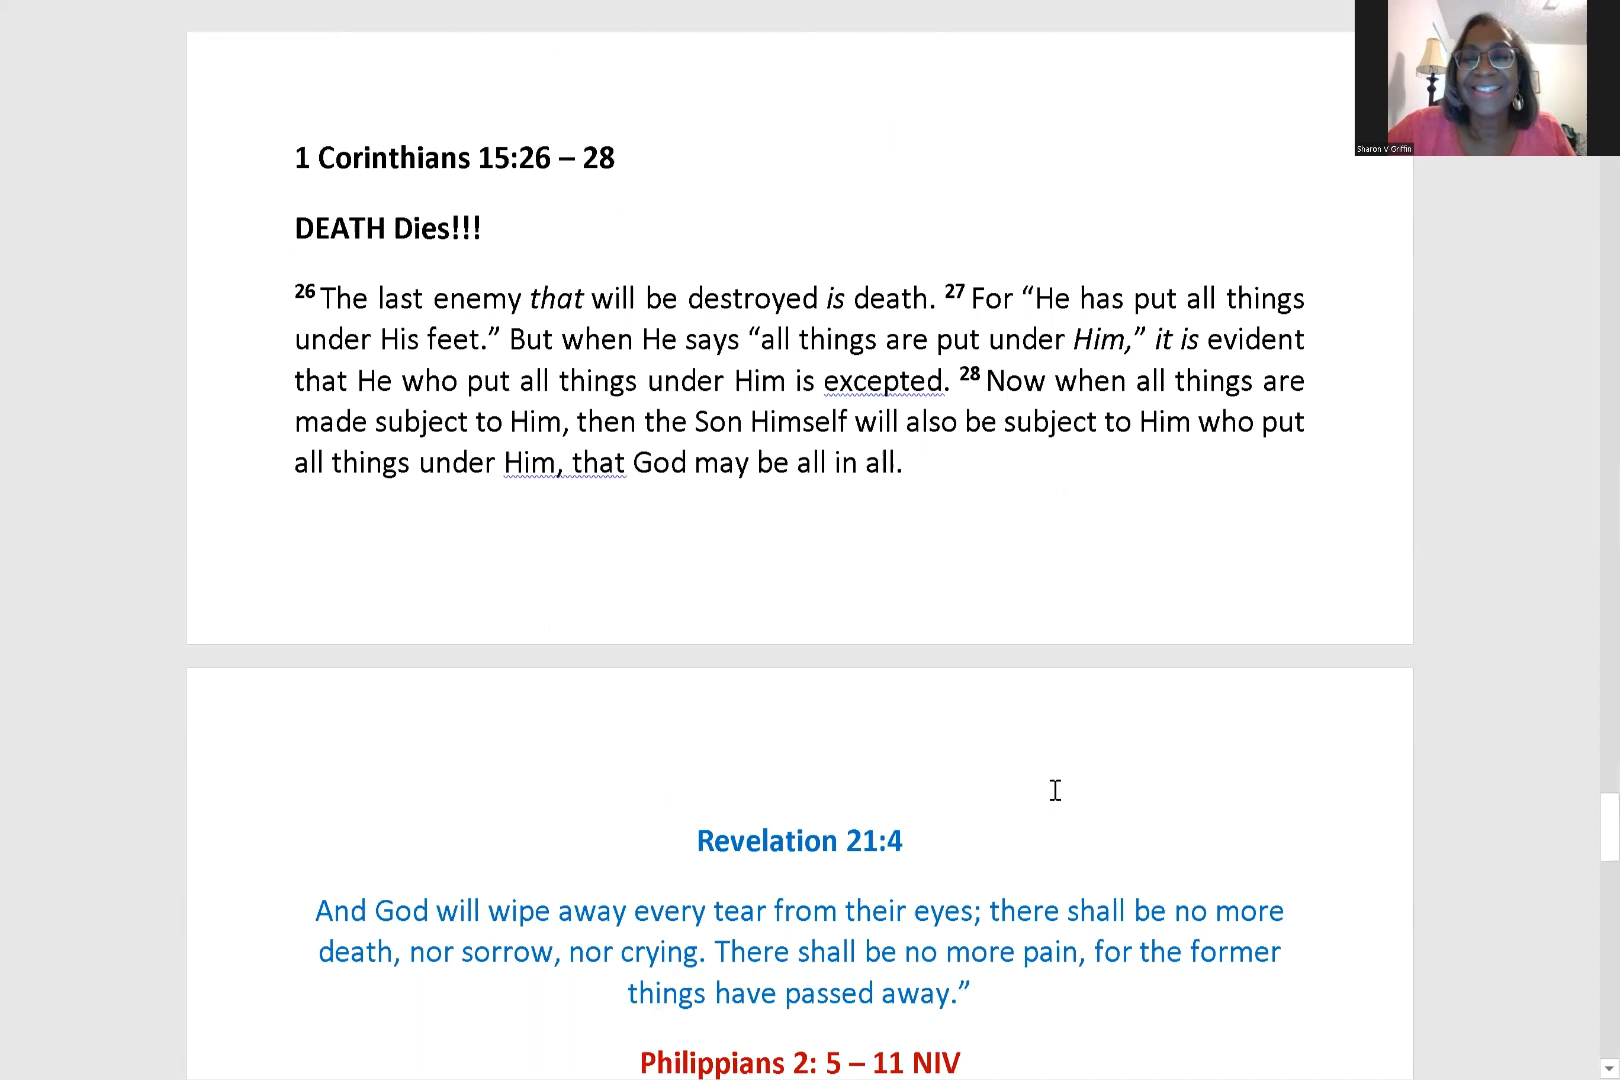 Sharon V Griffin
1 Corinthians 15:26 – 28
DEATH Dies!!!
26 The last enemy that will be destroyed is death. 27 For “He has put all things
under His feet.” But when He says “all things are put under Him,” it is evident
that He who put all things under Him is excepted. 28 Now when all things are
made subject to Him, then the Son Himself will also be subject to Him who put
all things under Him, that God may be all in all.
Revelation 21:4
And God will wipe away every tear from their eyes; there shall be no more
death, nor sorrow, nor crying. There shall be no more pain, for the former
things have passed away.”
Philippians 2: 5 – 11 NIV